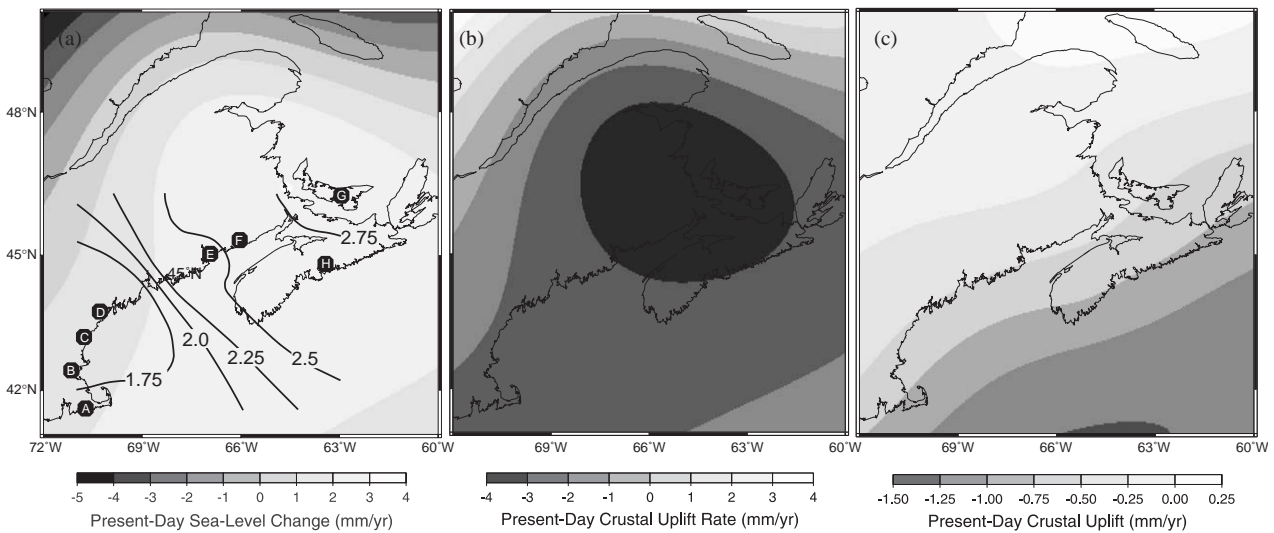 (a)
(b)
(c)
48°N
45°N
42°N
G
F
E
2.75
H
45°N
D
C
2.0
2.25
2.5
B
1.75
A
72°W
69°W
66°W
63°W
60°W
69°W
66°W
63°W
60°W
69°W
66°W
63°W
60°W
-5 -4 -3 -2 -1 0 1 2 3 4
Present-Day Sea-Level Change (mm/yr)
-4 -3 -2 -1 0 1 2 3 4
Present-Day Crustal Uplift Rate (mm/yr)
-1.50 -1.25 -1.00 -0.75 -0.50 -0.25 0.00 0.25
Present-Day Crustal Uplift (mm/yr)